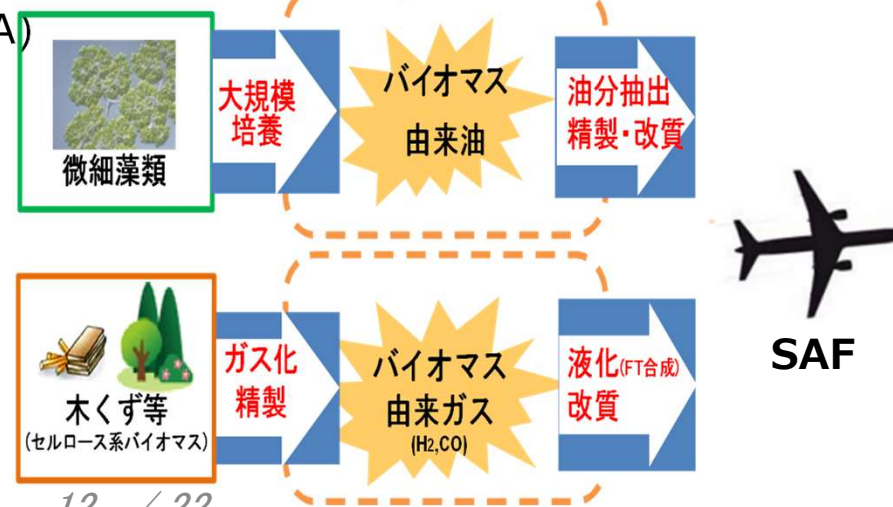 A)
微細藻類
大規模
培養
バイオマス
由来油
油分抽出
精製・改質
木くず等
(セルロース系バイオマス)
ガス化
精製
バイオマス
由来ガス
(H2,CO)
液化(FT合成)
改質
SAF
12 / 22